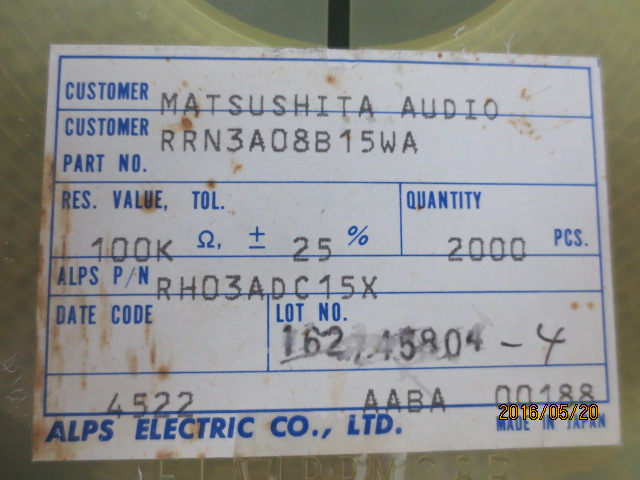 CUSTOMER MATSUSHITA AUDIO
CUSTOMER PART NO. RRN3A08B15WA
RES. VALUE, TOL. QUANTITY
100K Ω, ± 25 % 2000 PCS.
ALPS P/N RH03ADC15X
DATE CODE LOT NO.
162, 45804 - 4
4522 AABA 00188
2016/05/20
ALPS ELECTRIC CO., LTD. MADE IN JAPAN